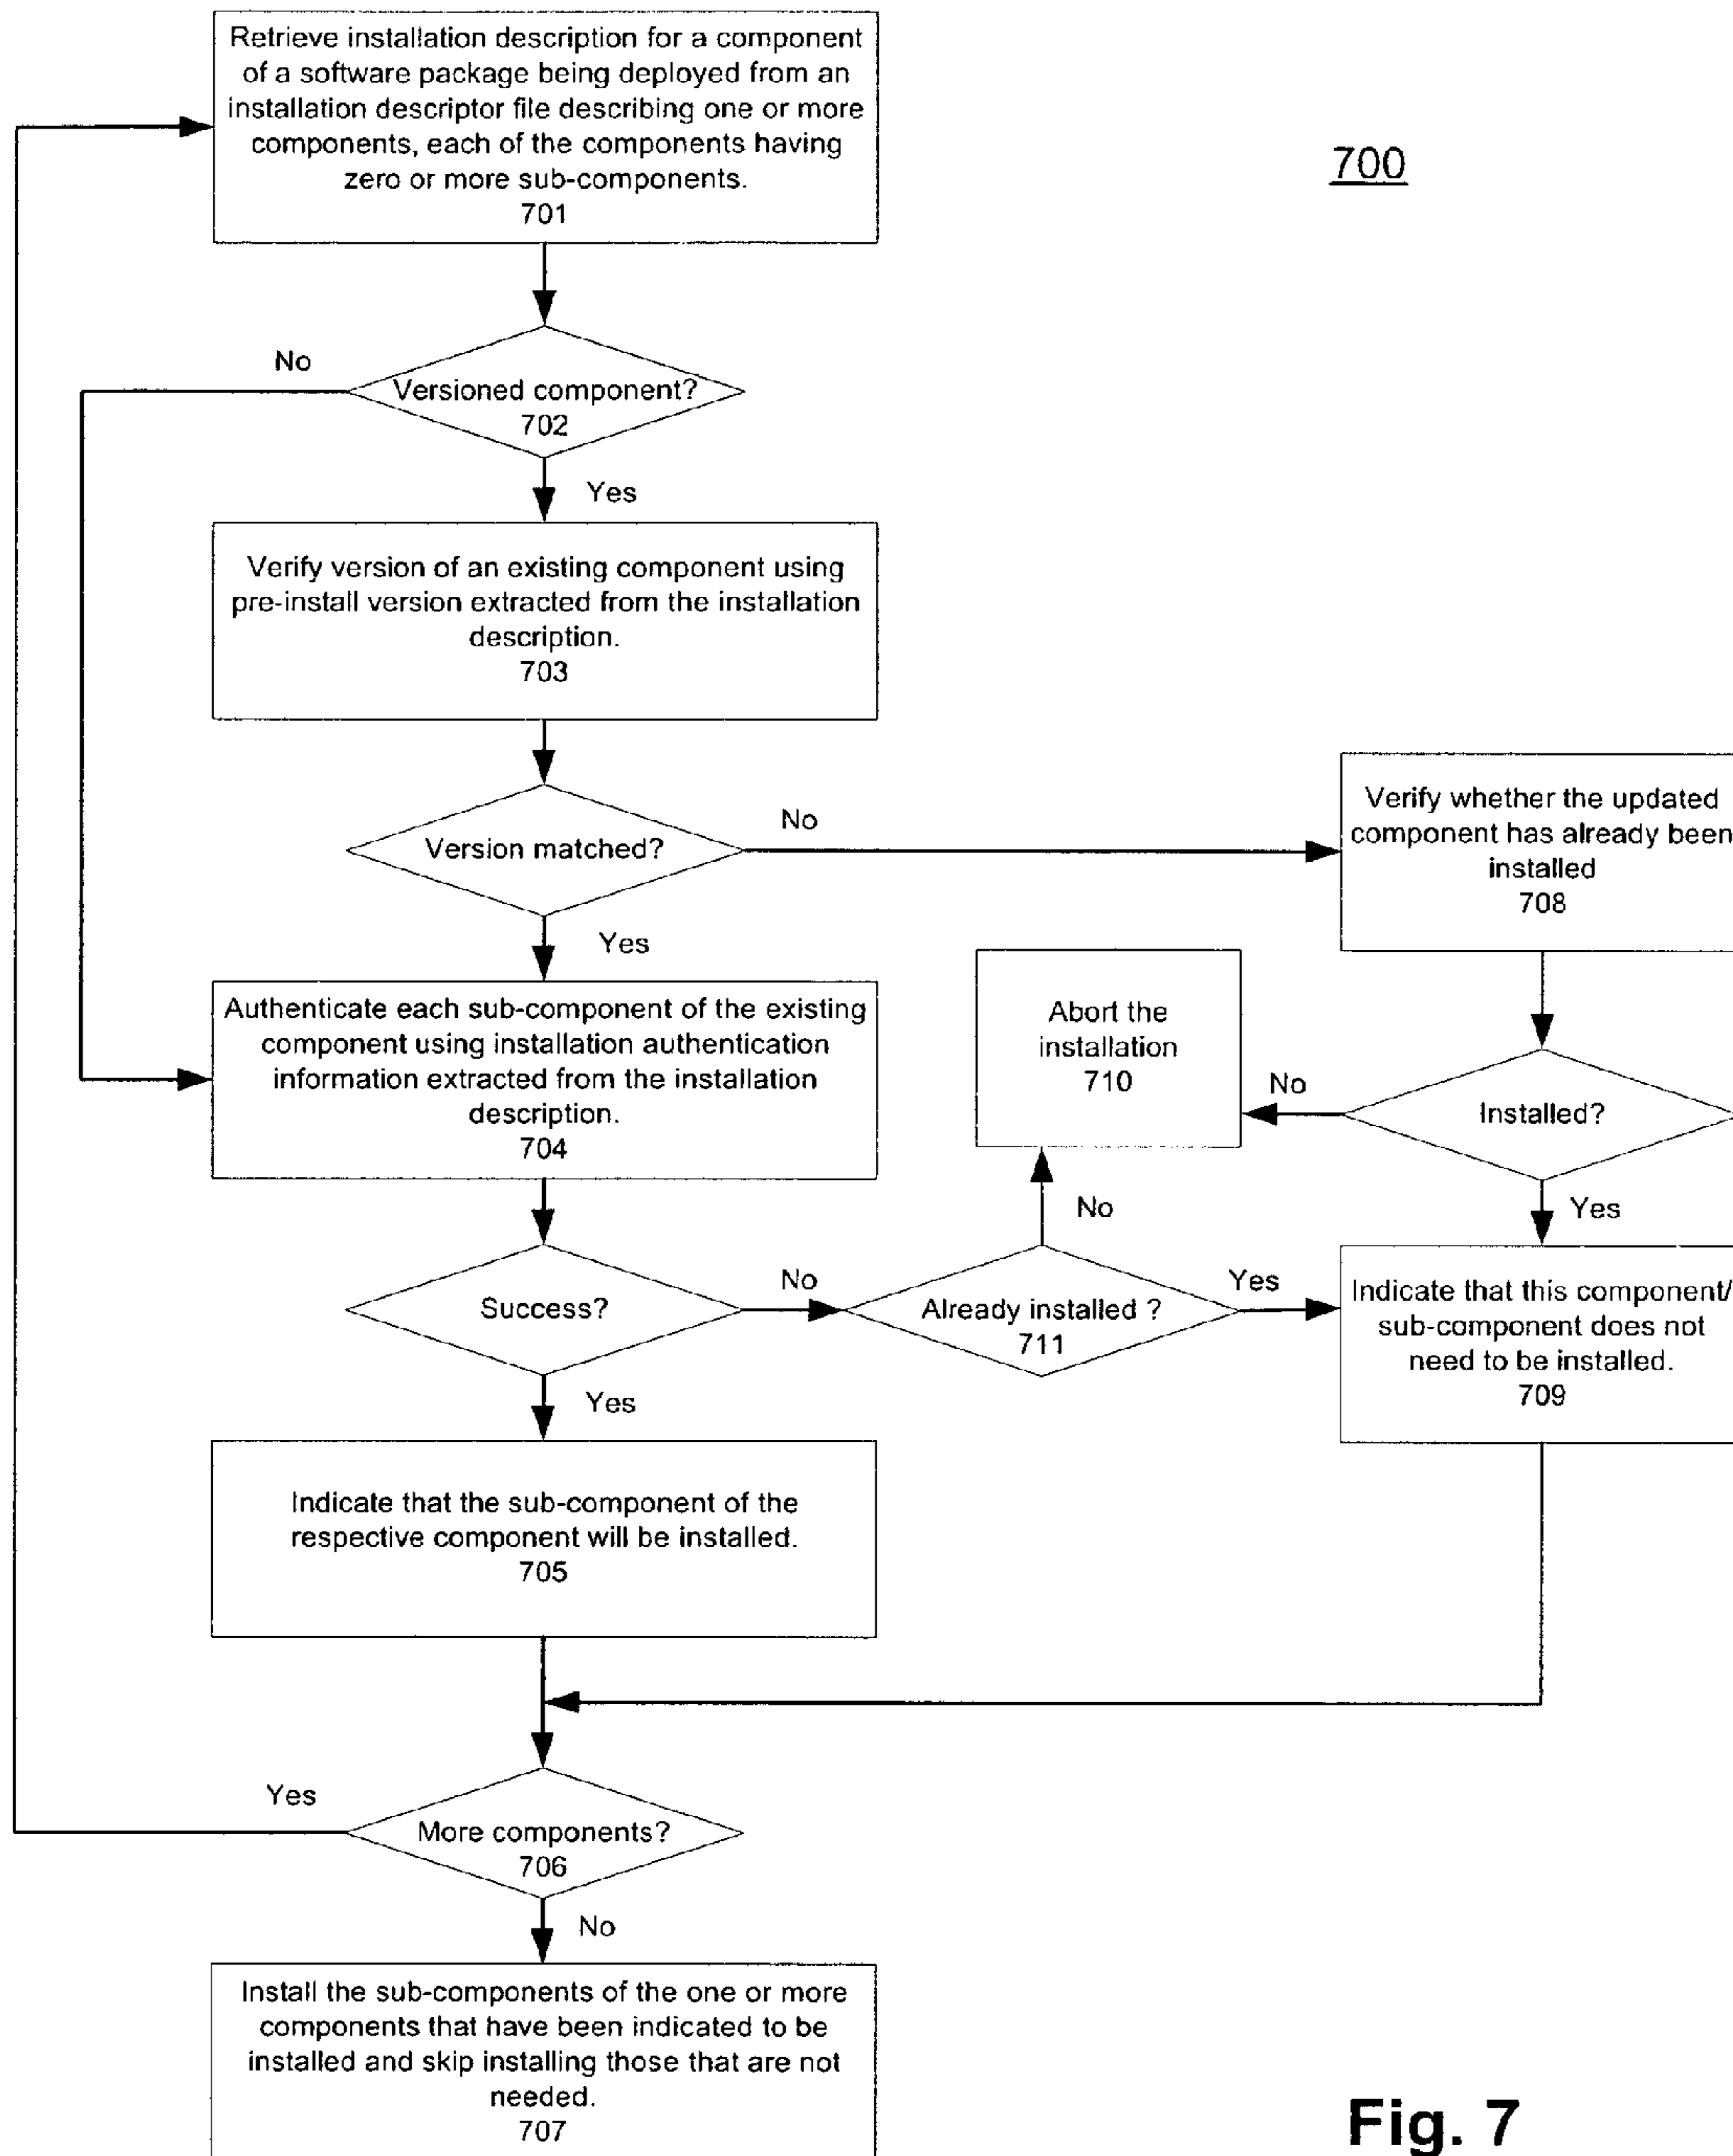 Retrieve installation description for a component
of a software package being deployed from an
installation descriptor file describing one or more
components, each of the components having
zero or more sub-components.
701
700
No
Versioned component?
702
Yes
Verify version of an existing component using
pre-install version extracted from the installation
description.
703
Version matched?
No
Yes
Verify whether the updated
component has already been
installed
708
Authenticate each sub-component of the existing
component using installation authentication
information extracted from the installation
description.
704
Abort the
installation
710
No
Installed?
Yes
No
Success?
No
Already installed ?
711
Yes
Indicate that this component/
sub-component does not
need to be installed.
709
Yes
Indicate that the sub-component of the
respective component will be installed.
705
Yes
More components?
706
No
Install the sub-components of the one or more
components that have been indicated to be
installed and skip installing those that are not
needed.
707
Fig. 7